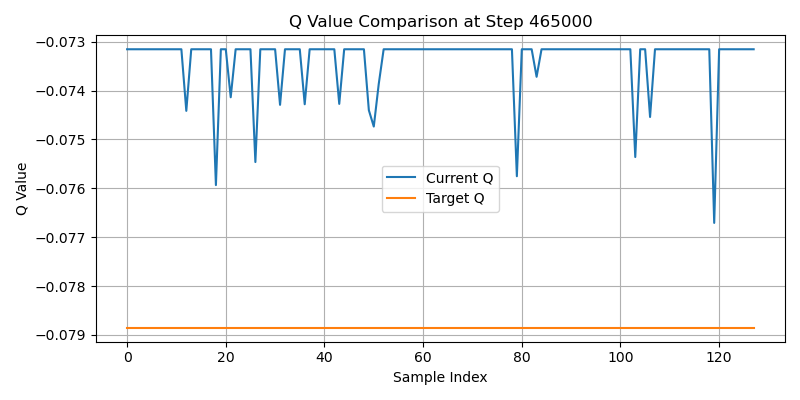 Q Value Comparison at Step 465000
−0.073
−0.074
−0.075
−0.076
−0.077
−0.078
−0.079
Q Value
Current Q
Target Q
0 20 40 60 80 100 120
Sample Index